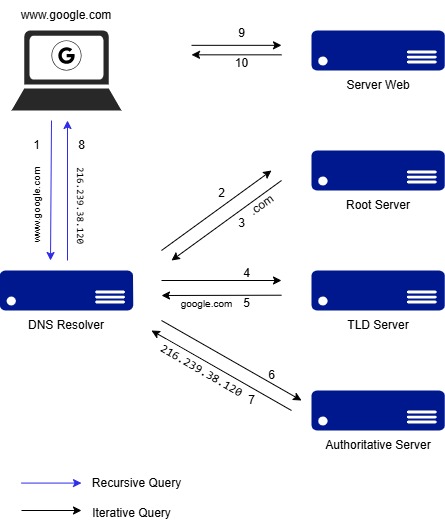 www.google.com
G
9
10
Server Web
1
8
www.google.com
216.239.38.120
2
3
.com
Root Server
4
google.com 5
DNS Resolver
TLD Server
6
216.239.38.120
7
Authoritative Server
Recursive Query
Iterative Query